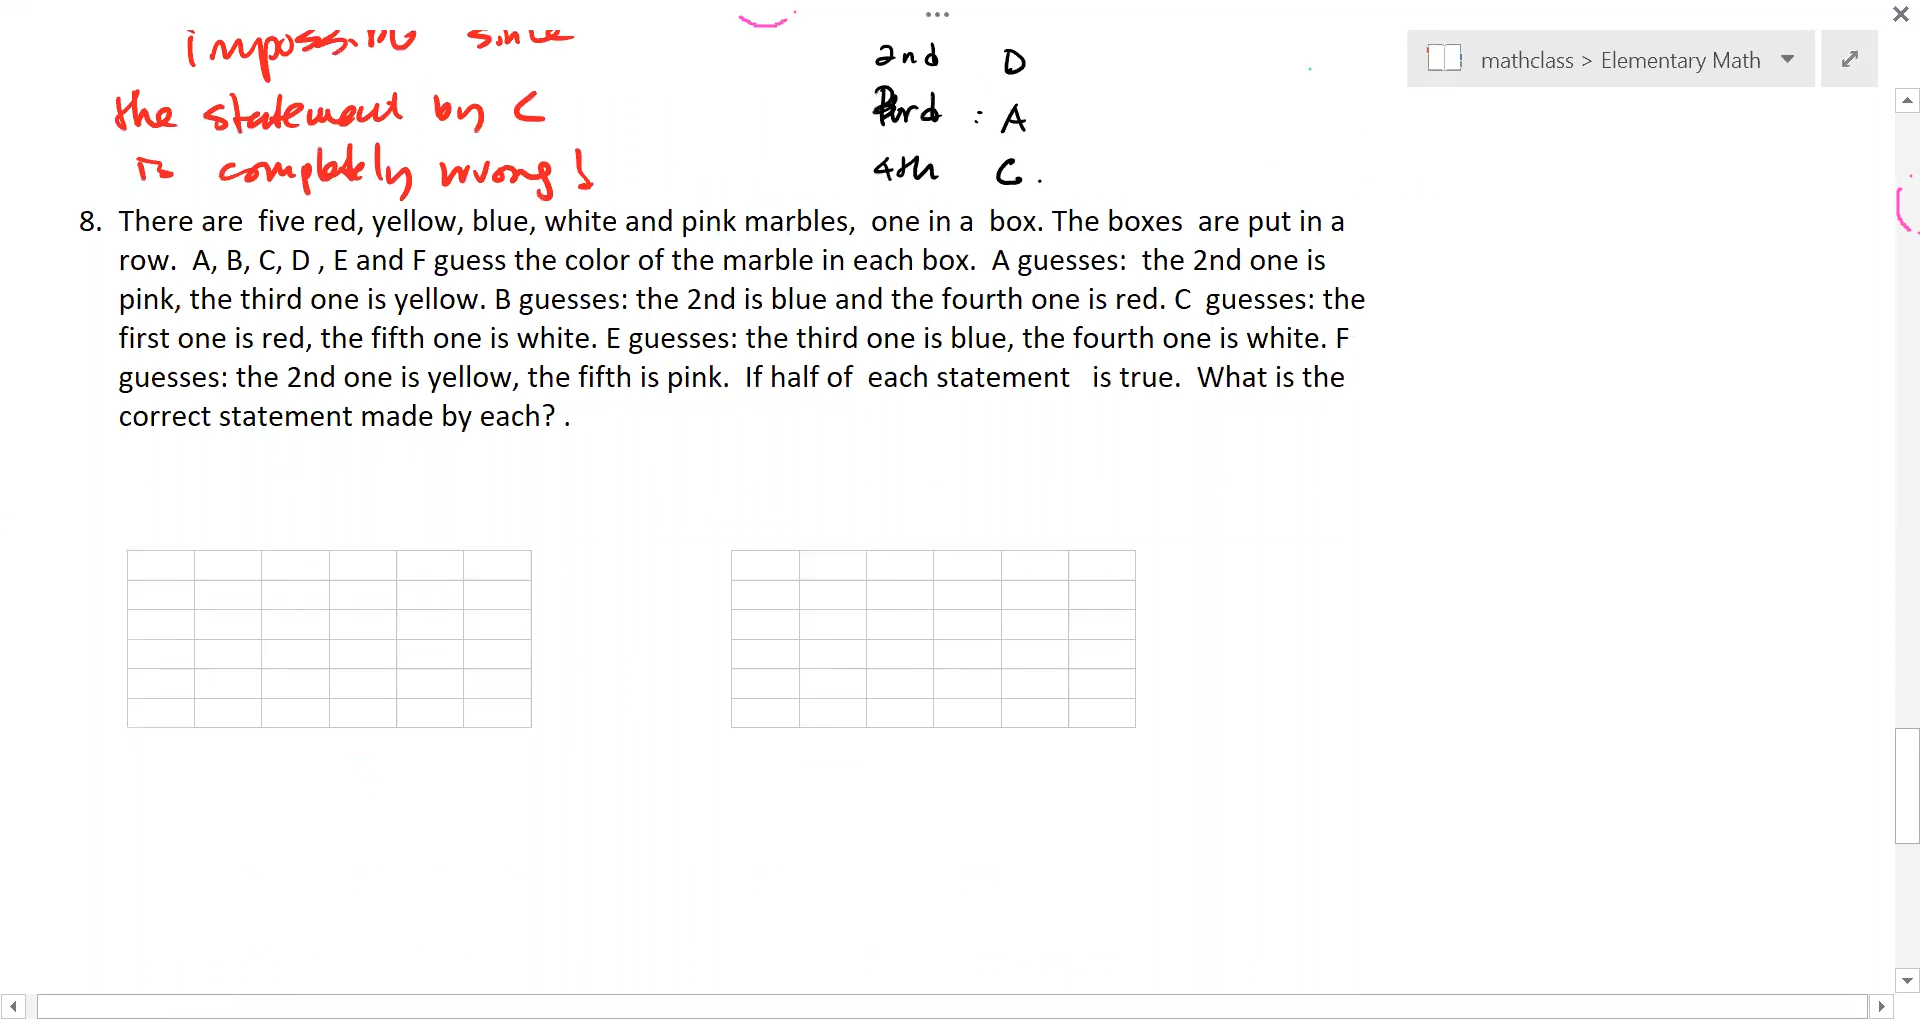 impossible since
2nd D
the statement by C
: A
is completely wrong!
4th C.
mathclass > Elementary Math
8. There are five red, yellow, blue, white and pink marbles, one in a box. The boxes are put in a
row. A, B, C, D , E and F guess the color of the marble in each box. A guesses: the 2nd one is
pink, the third one is yellow. B guesses: the 2nd is blue and the fourth one is red. C guesses: the
first one is red, the fifth one is white. E guesses: the third one is blue, the fourth one is white. F
guesses: the 2nd one is yellow, the fifth is pink. If half of each statement is true. What is the
correct statement made by each? .